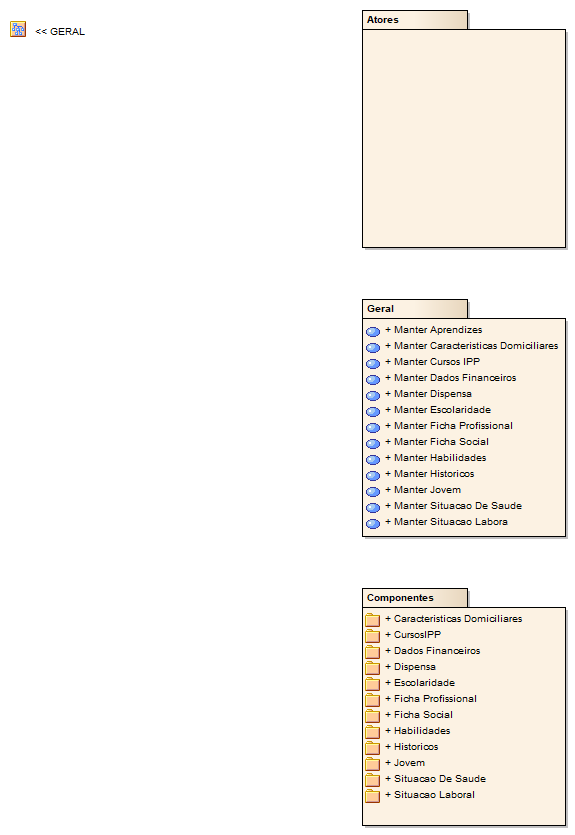 << GERAL
Atores
Geral
+ Manter Aprendizes
+ Manter Caracteristicas Domiciliares
+ Manter Cursos IPP
+ Manter Dados Financeiros
+ Manter Dispensa
+ Manter Escolaridade
+ Manter Ficha Profissional
+ Manter Ficha Social
+ Manter Habilidades
+ Manter Historicos
+ Manter Jovem
+ Manter Situacao De Saude
+ Manter Situacao Labora
Componentes
+ Caracteristicas Domiciliares
+ CursosIPP
+ Dados Financeiros
+ Dispensa
+ Escolaridade
+ Ficha Profissional
+ Ficha Social
+ Habilidades
+ Historicos
+ Jovem
+ Situacao De Saude
+ Situacao Laboral